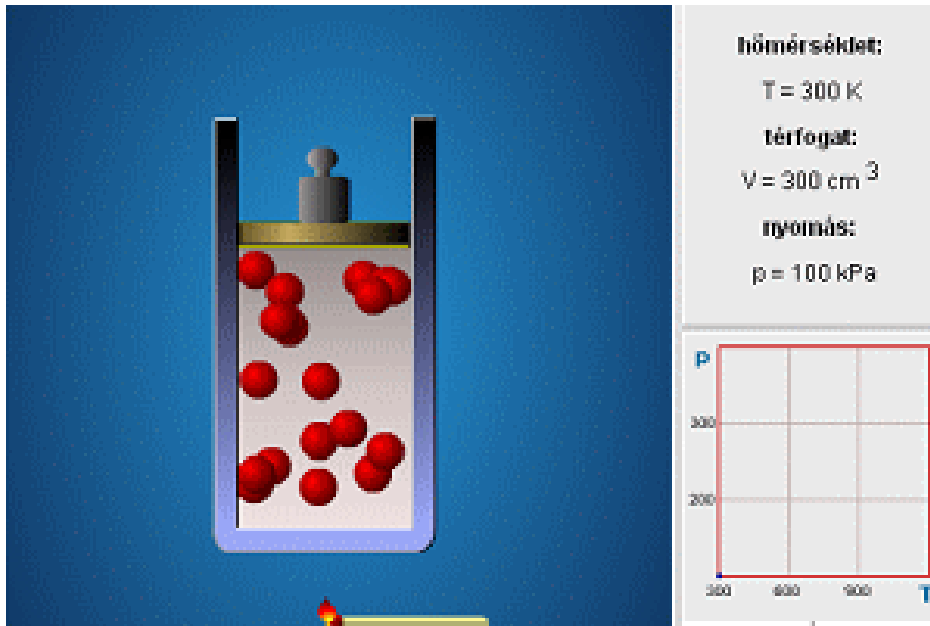 hőmérséklet:
T = 300 K
térfogat:
V = 300 cm 3
nyomás:
p = 100 kPa
p
300
200
300 600 900 T